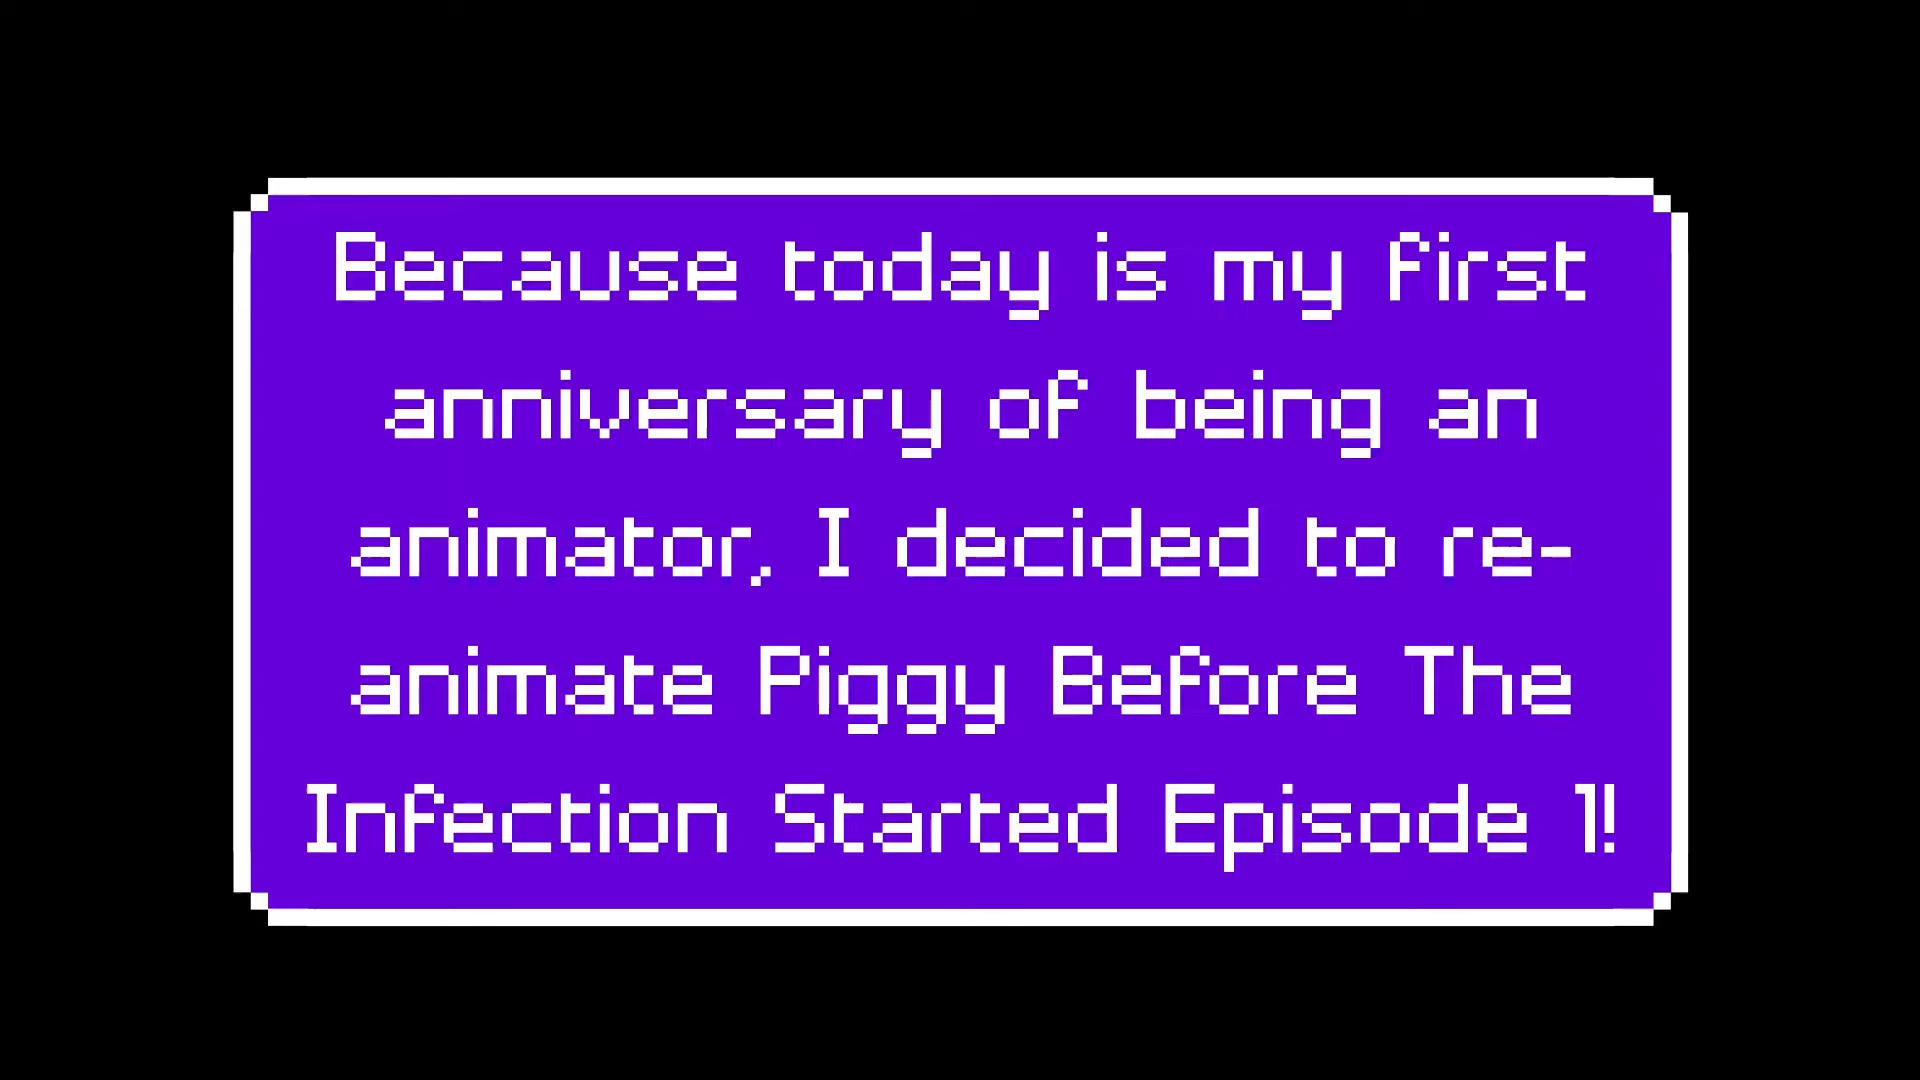 Because today is my first
anniversary of being an
animator, I decided to re-
animate Piggy Before The
Infection Started Episode 1!